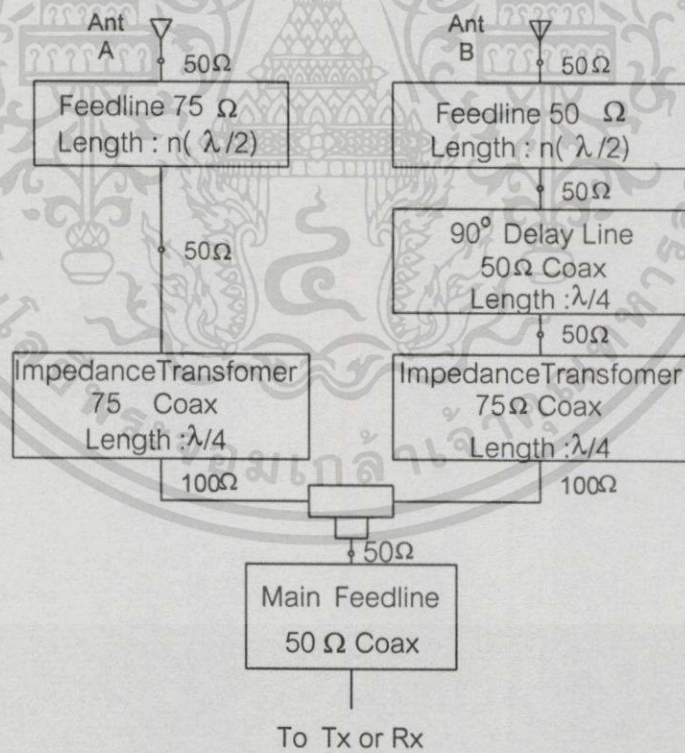 Ant
A
50Ω
Feedline 75 Ω
Length : n( λ/2)
50Ω
ImpedanceTransfomer
75 Coax
Length :λ/4
100Ω
Ant
B
50Ω
Feedline 50 Ω
Length : n( λ/2)
50Ω
90° Delay Line
50Ω Coax
Length :λ/4
50Ω
ImpedanceTransfomer
75Ω Coax
Length :λ/4
100Ω
50Ω
Main Feedline
50 Ω Coax
To Tx or Rx